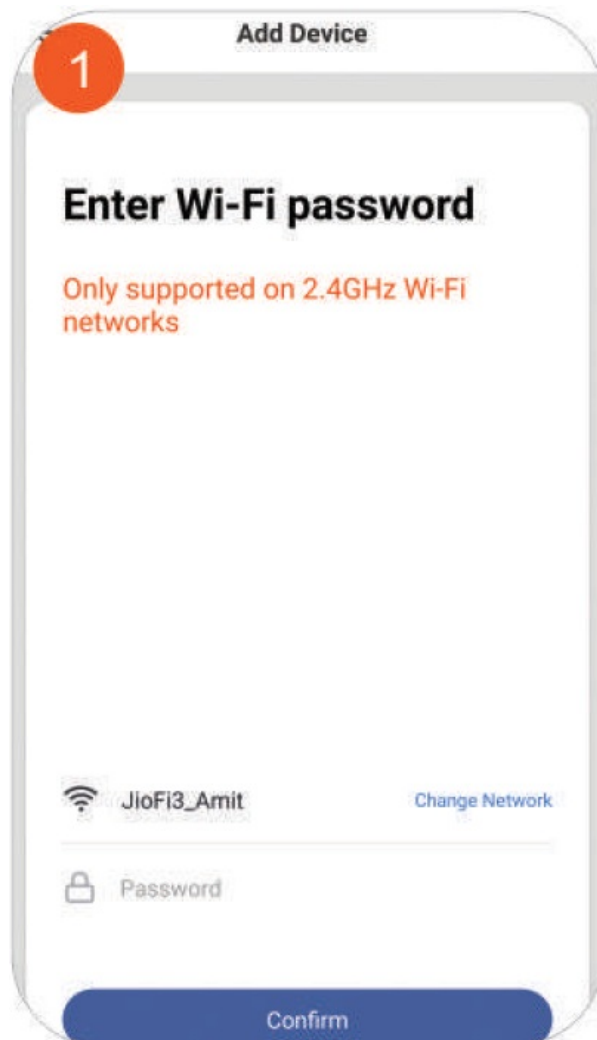 Add Device
1
Enter Wi-Fi password
Only supported on 2.4GHz Wi-Fi
networks
JioFi3_Amit
Change Network
Password
Confirm